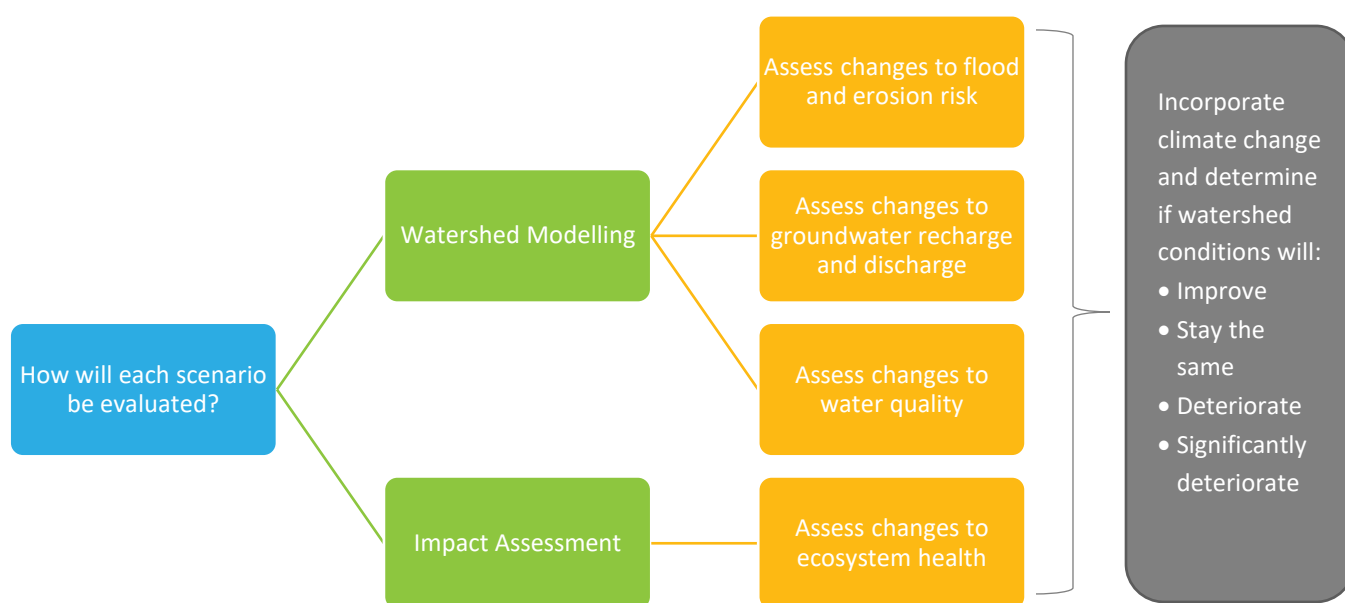 How will each scenario
be evaluated?
Watershed Modelling
Impact Assessment
Assess changes to flood
and erosion risk
Assess changes to
groundwater recharge
and discharge
Assess changes to
water quality
Assess changes to
ecosystem health
Incorporate
climate change
and determine
if watershed
conditions will:
• Improve
• Stay the
same
• Deteriorate
• Significantly
deteriorate